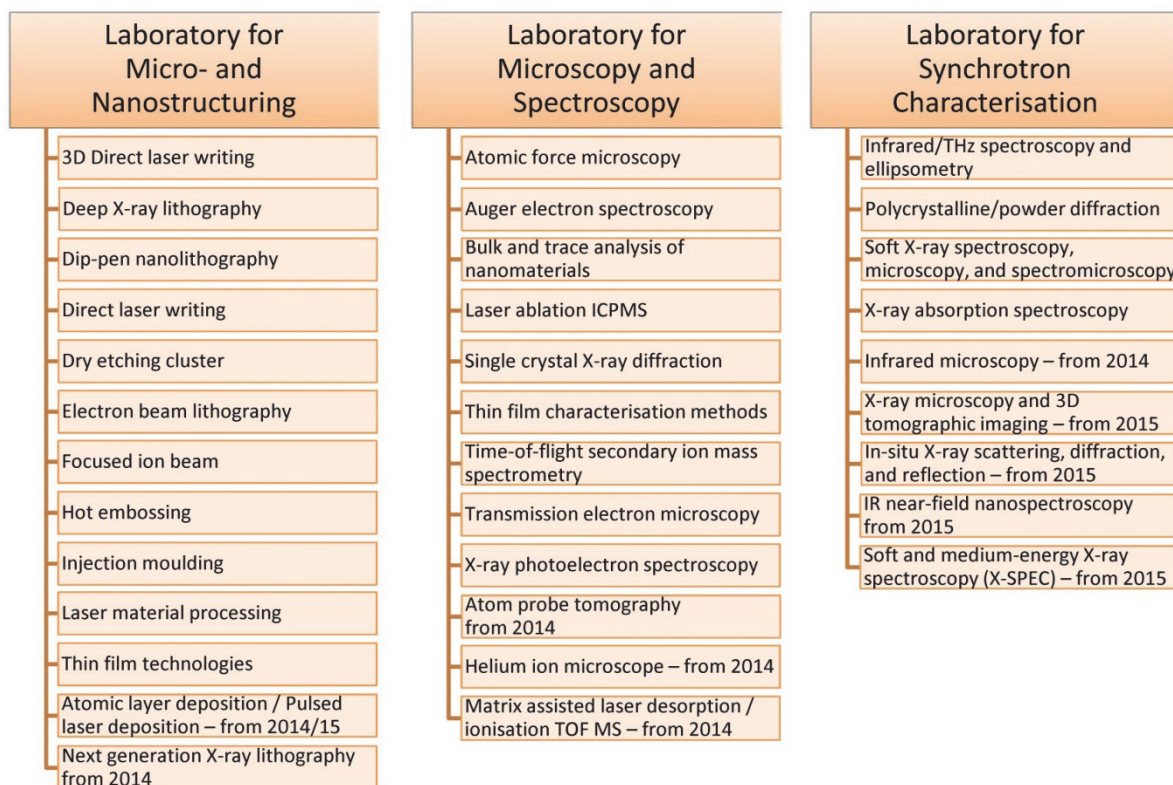 Laboratory for
Micro- and
Nanostructuring
3D Direct laser writing
Deep X-ray lithography
Dip-pen nanolithography
Direct laser writing
Dry etching cluster
Electron beam lithography
Focused ion beam
Hot embossing
Injection moulding
Laser material processing
Thin film technologies
Atomic layer deposition / Pulsed
laser deposition – from 2014/15
Next generation X-ray lithography
from 2014
Laboratory for
Microscopy and
Spectroscopy
Atomic force microscopy
Auger electron spectroscopy
Bulk and trace analysis of
nanomaterials
Laser ablation ICPMS
Single crystal X-ray diffraction
Thin film characterisation methods
Time-of-flight secondary ion mass
spectrometry
Transmission electron microscopy
X-ray photoelectron spectroscopy
Atom probe tomography
from 2014
Helium ion microscope – from 2014
Matrix assisted laser desorption /
ionisation TOF MS – from 2014
Laboratory for
Synchrotron
Characterisation
Infrared/THz spectroscopy and
ellipsometry
Polycrystalline/powder diffraction
Soft X-ray spectroscopy,
microscopy, and spectromicroscopy
X-ray absorption spectroscopy
Infrared microscopy – from 2014
X-ray microscopy and 3D
tomographic imaging – from 2015
In-situ X-ray scattering, diffraction,
and reflection – from 2015
IR near-field nanospectroscopy
from 2015
Soft and medium-energy X-ray
spectroscopy (X-SPEC) – from 2015